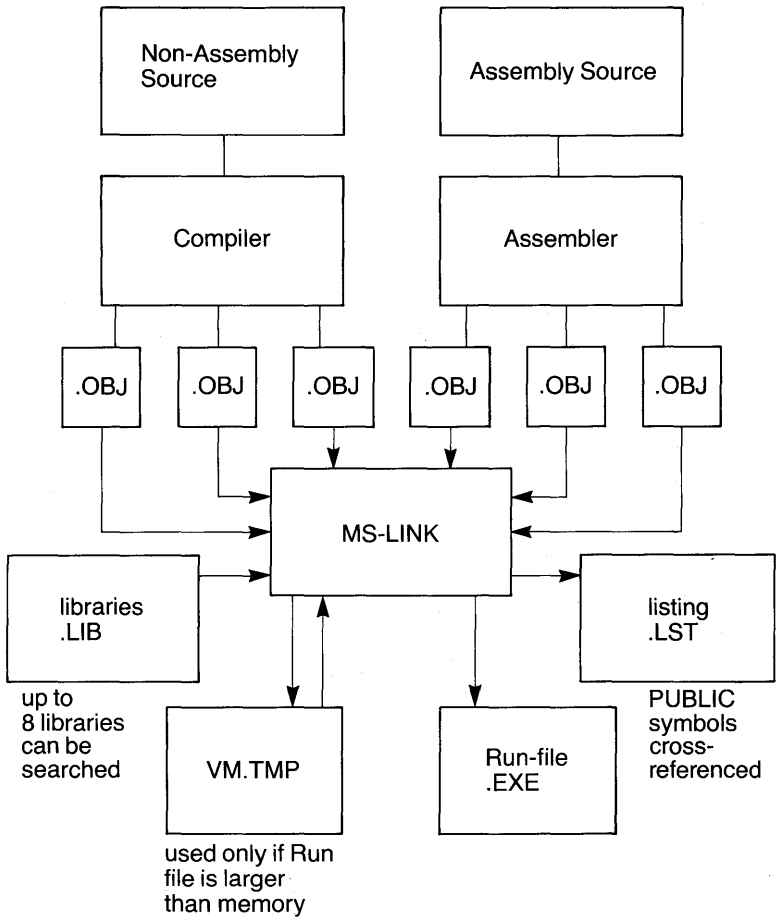 Non-Assembly
Source
Assembly Source
Compiler
Assembler
.OBJ
.OBJ
.OBJ
.OBJ
.OBJ
.OBJ
MS-LINK
libraries
.LIB
listing
.LST
up to
8 libraries
can be
searched
PUBLIC
symbols
cross-
referenced
VM.TMP
Run-file
.EXE
used only if Run
file is larger
than memory